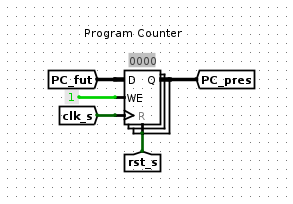 Program Counter
0000
PC_fut D Q PC_pres
1 WE
clk_s R
rst_s